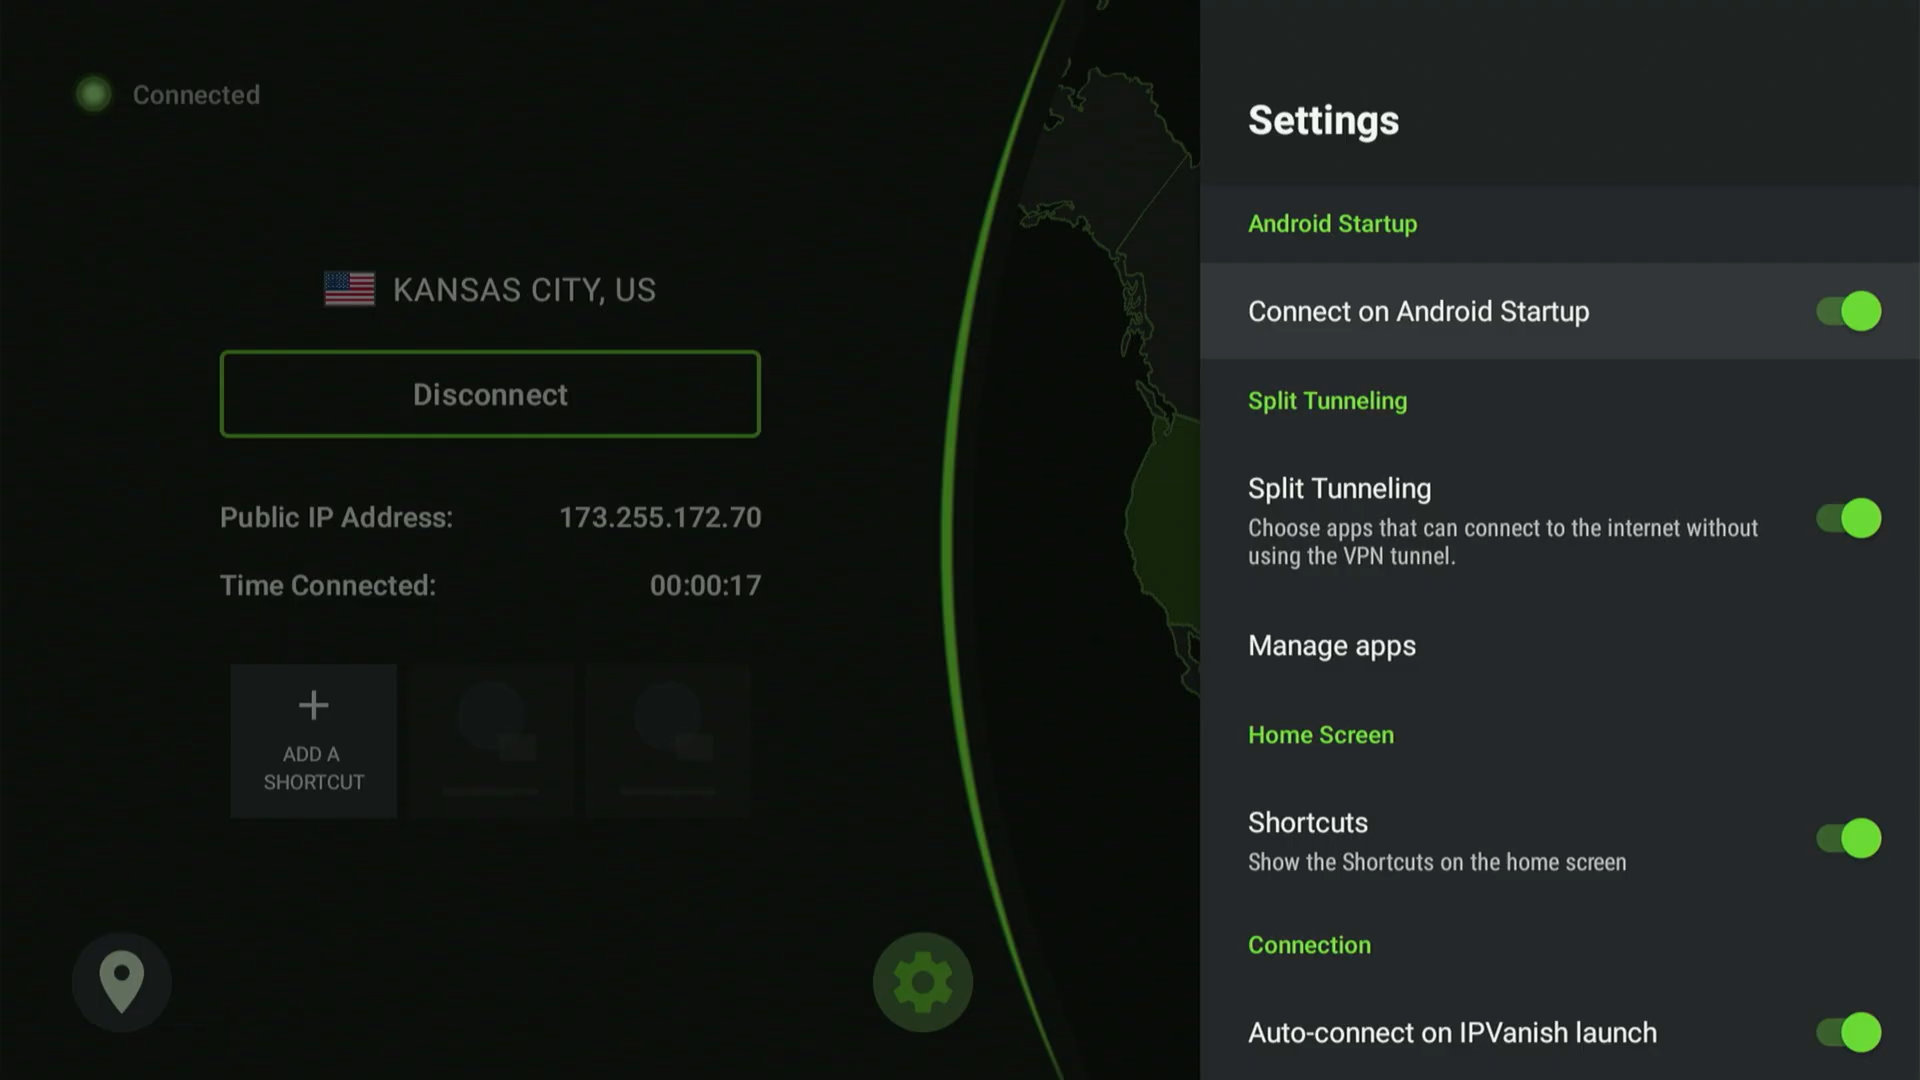 Connected
KANSAS CITY, US
Disconnect
Public IP Address: 173.255.172.70
Time Connected: 00:00:17
+
ADD A
SHORTCUT
Settings
Android Startup
Connect on Android Startup
Split Tunneling
Split Tunneling
Choose apps that can connect to the internet without
using the VPN tunnel.
Manage apps
Home Screen
Shortcuts
Show the Shortcuts on the home screen
Connection
Auto-connect on IPVanish launch